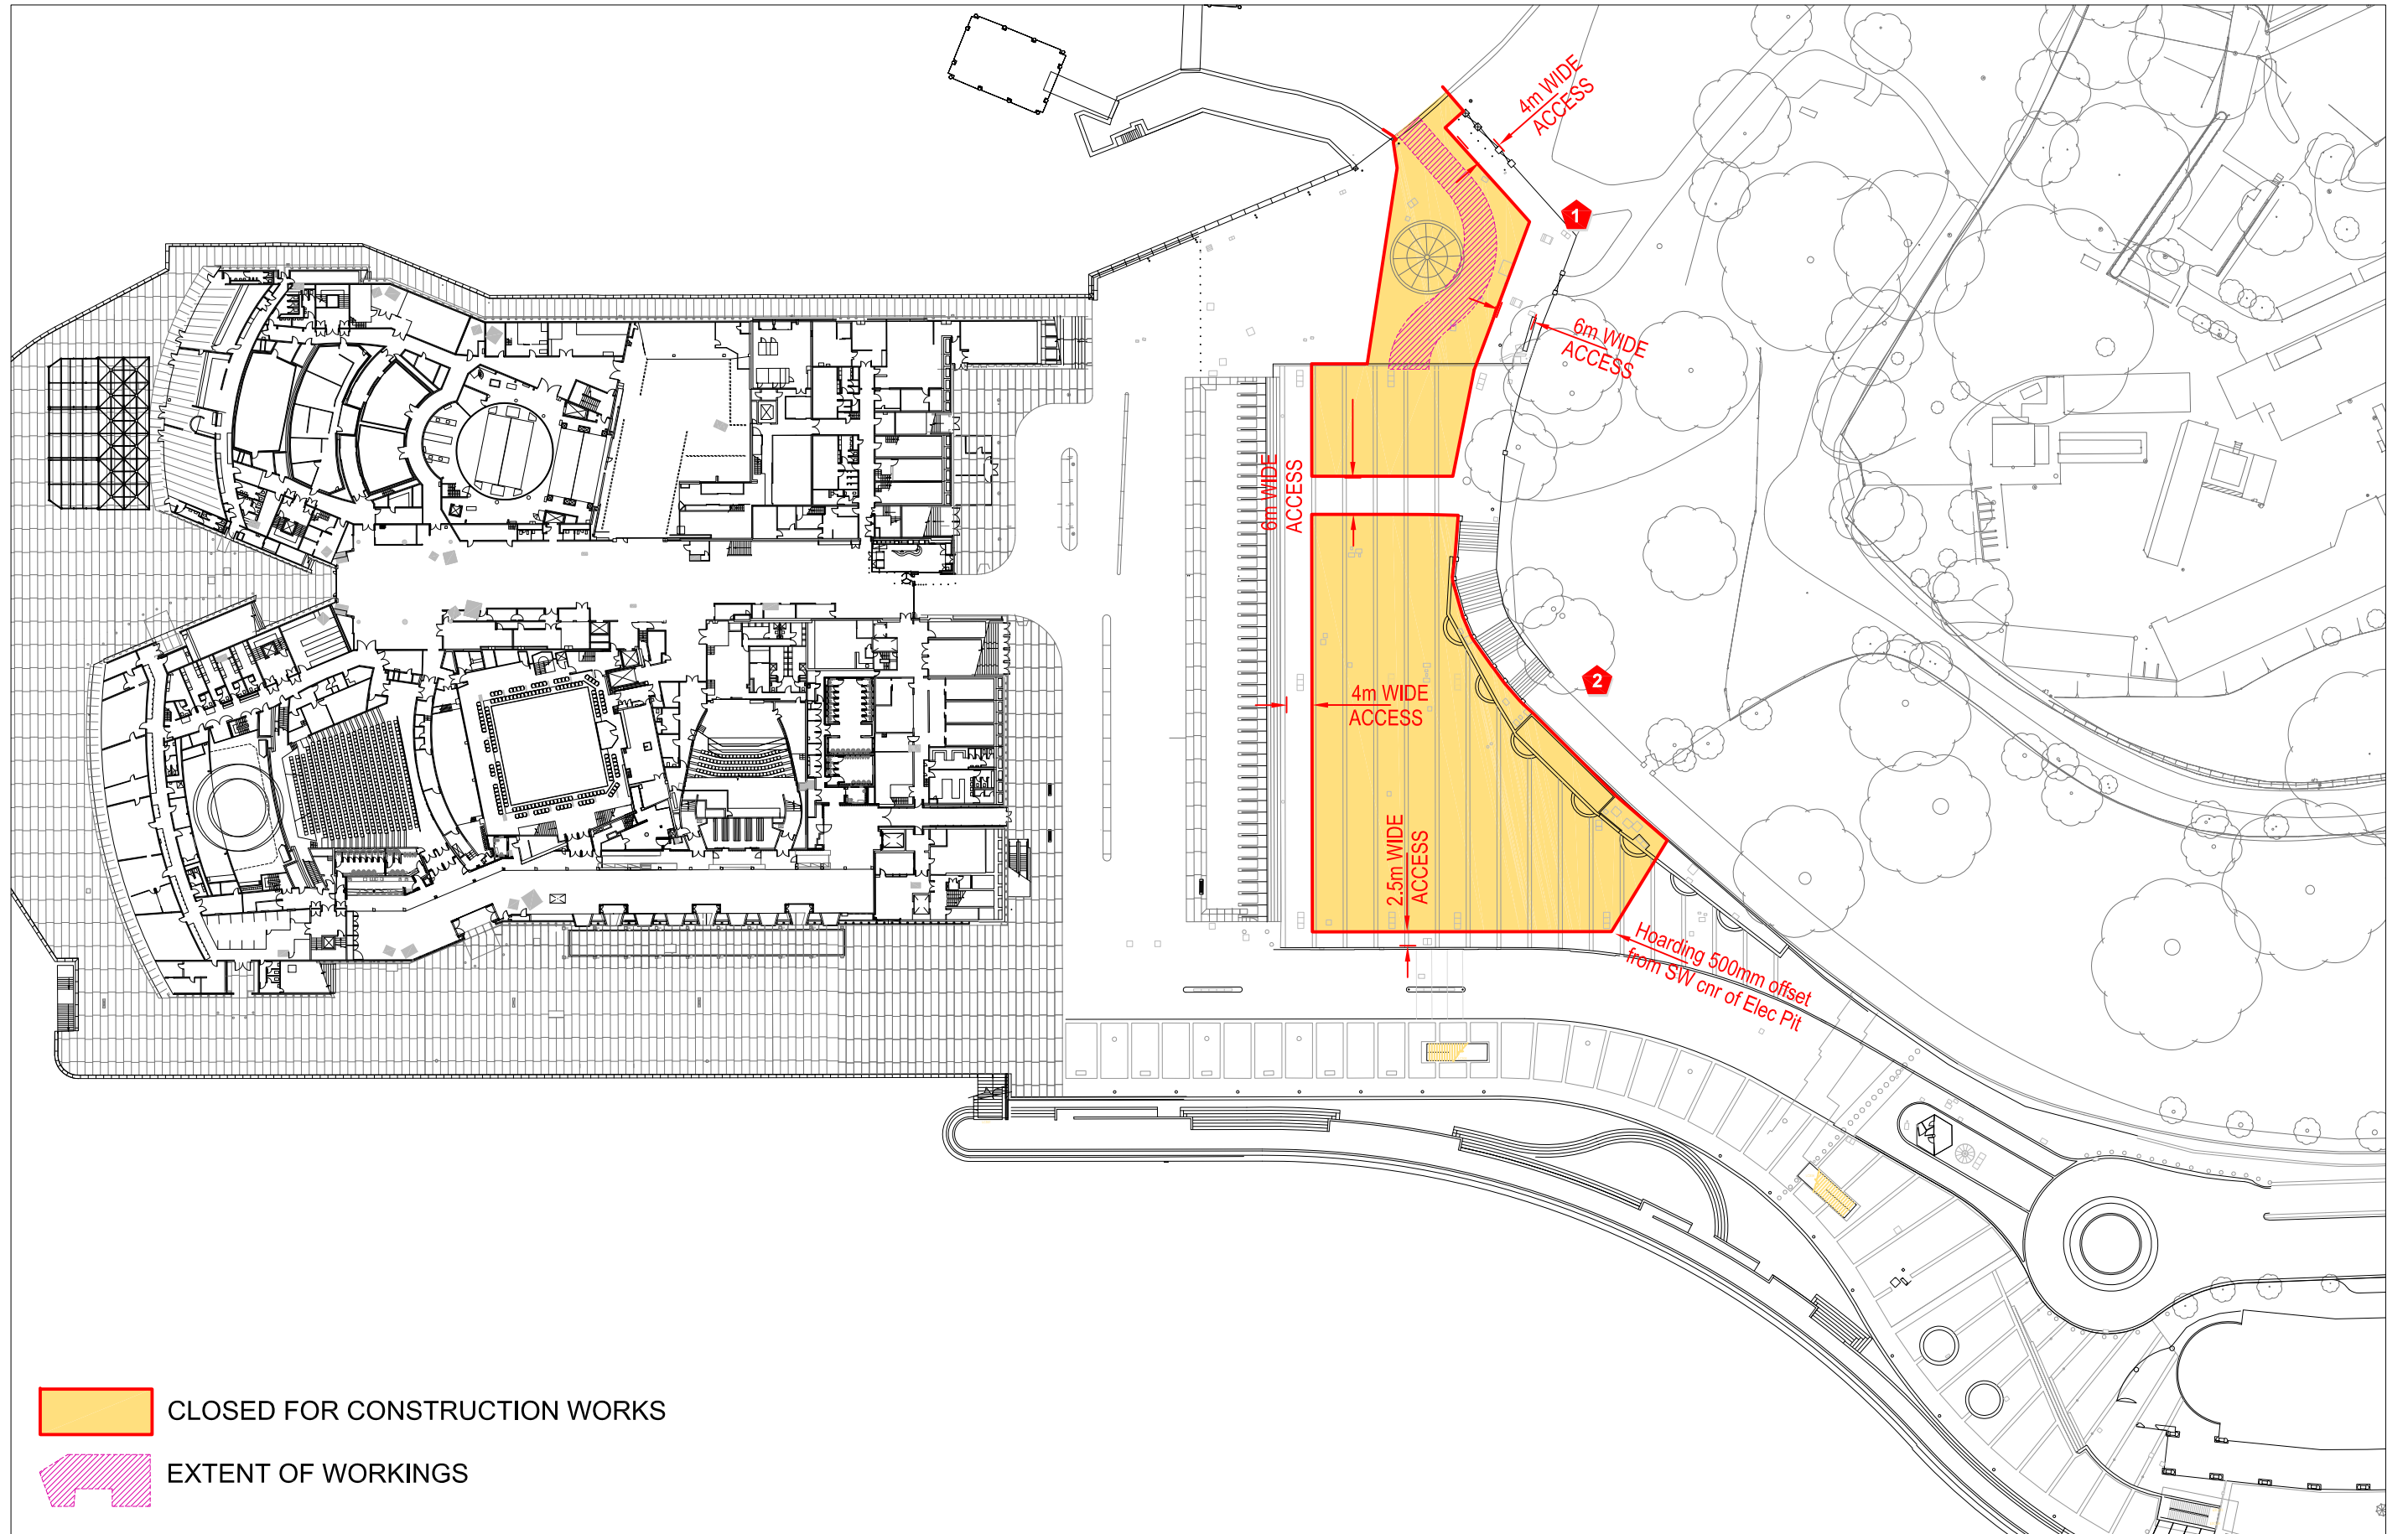 4m WIDE
ACCESS
1
6m WIDE
ACCESS
6m WIDE
ACCESS
2
4m WIDE
ACCESS
2.5m WIDE
ACCESS
Hoarding 500mm offset
from SW cnr of Elec Pit
CLOSED FOR CONSTRUCTION WORKS
EXTENT OF WORKINGS